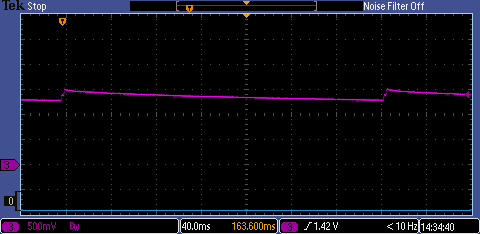 Tek Stop Noise Filter Off
T
T
3
0
3 500mV BW 40.0ms 163.600ms 3 1.42 V < 10 Hz 14:34:40